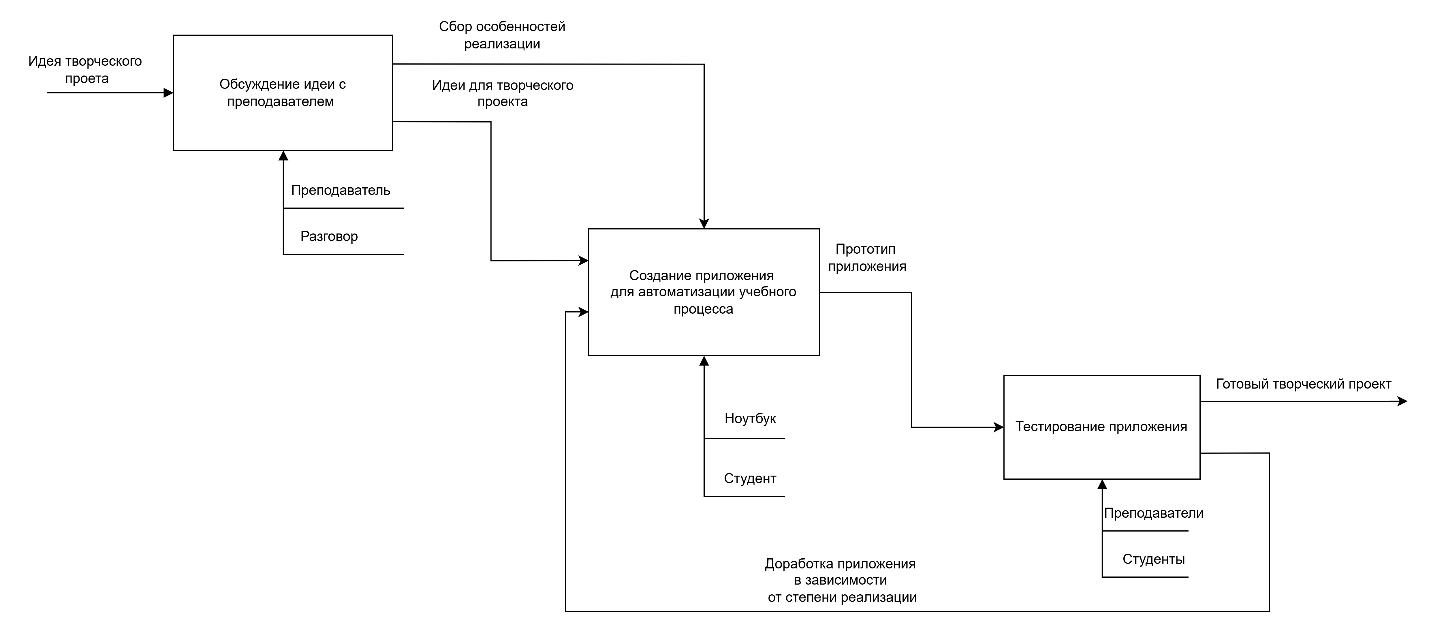 Сбор особенностей
реализации
Идея творческого
проета
Обсуждение идеи с
преподавателем
Идеи для творческого
проекта
Преподаватель
Разговор
Прототип
приложения
Создание приложения
для автоматизации учебного
процесса
Готовый творческий проект
Ноутбук
Тестирование приложения
Студент
Преподаватели
Студенты
Доработка приложения
в зависимости
от степени реализации